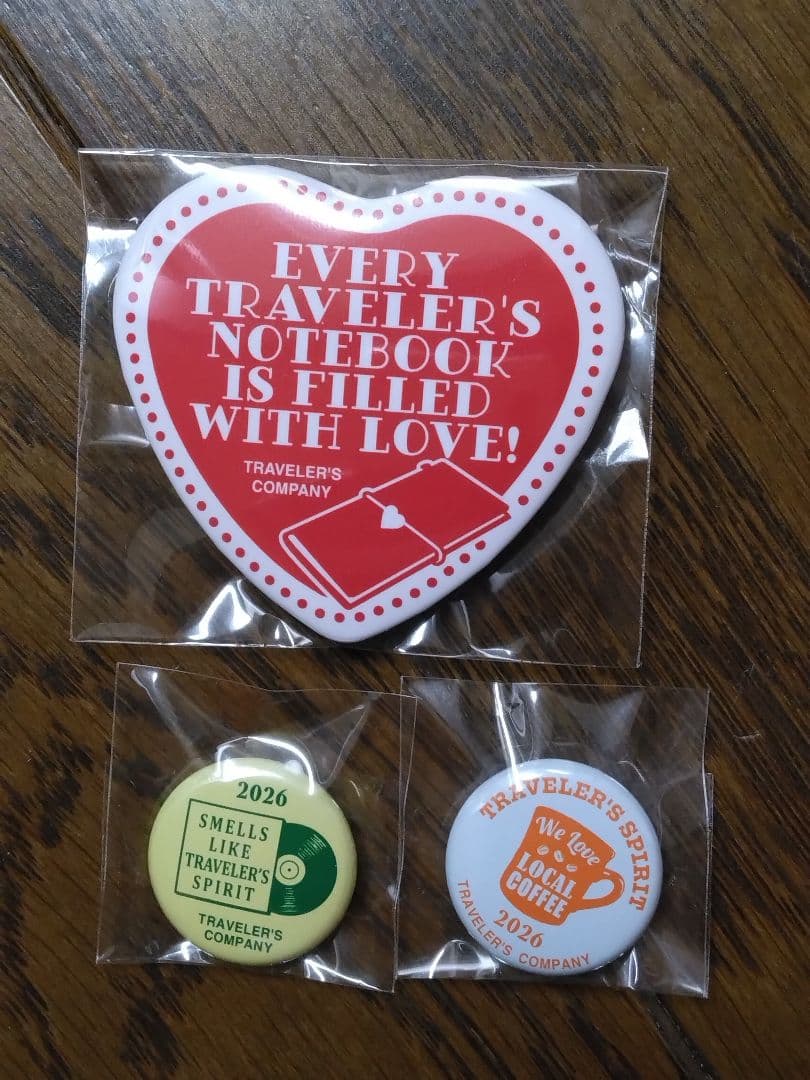 EVERY
TRAVELER'S
NOTEBOOK
IS FILLED
WITH LOVE!
TRAVELER'S
COMPANY
2026
SMELLS
LIKE
TRAVELER'S
SPIRIT
TRAVELER'S
COMPANY
TRAVELER'S SPIRIT
We Love
LOCAL
COFFEE
2026
TRAVELER'S COMPANY